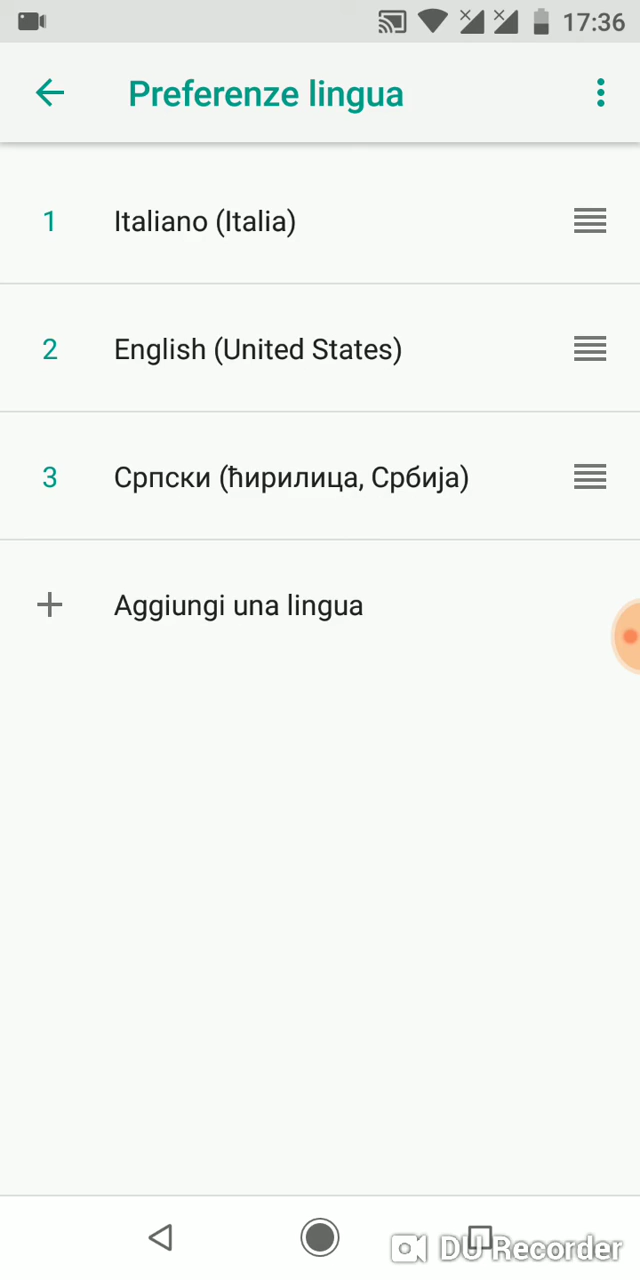 17:36
Preferenze lingua
1 Italiano (Italia)
2 English (United States)
3 Српски (ћирилица, Србија)
Aggiungi una lingua
DU Recorder